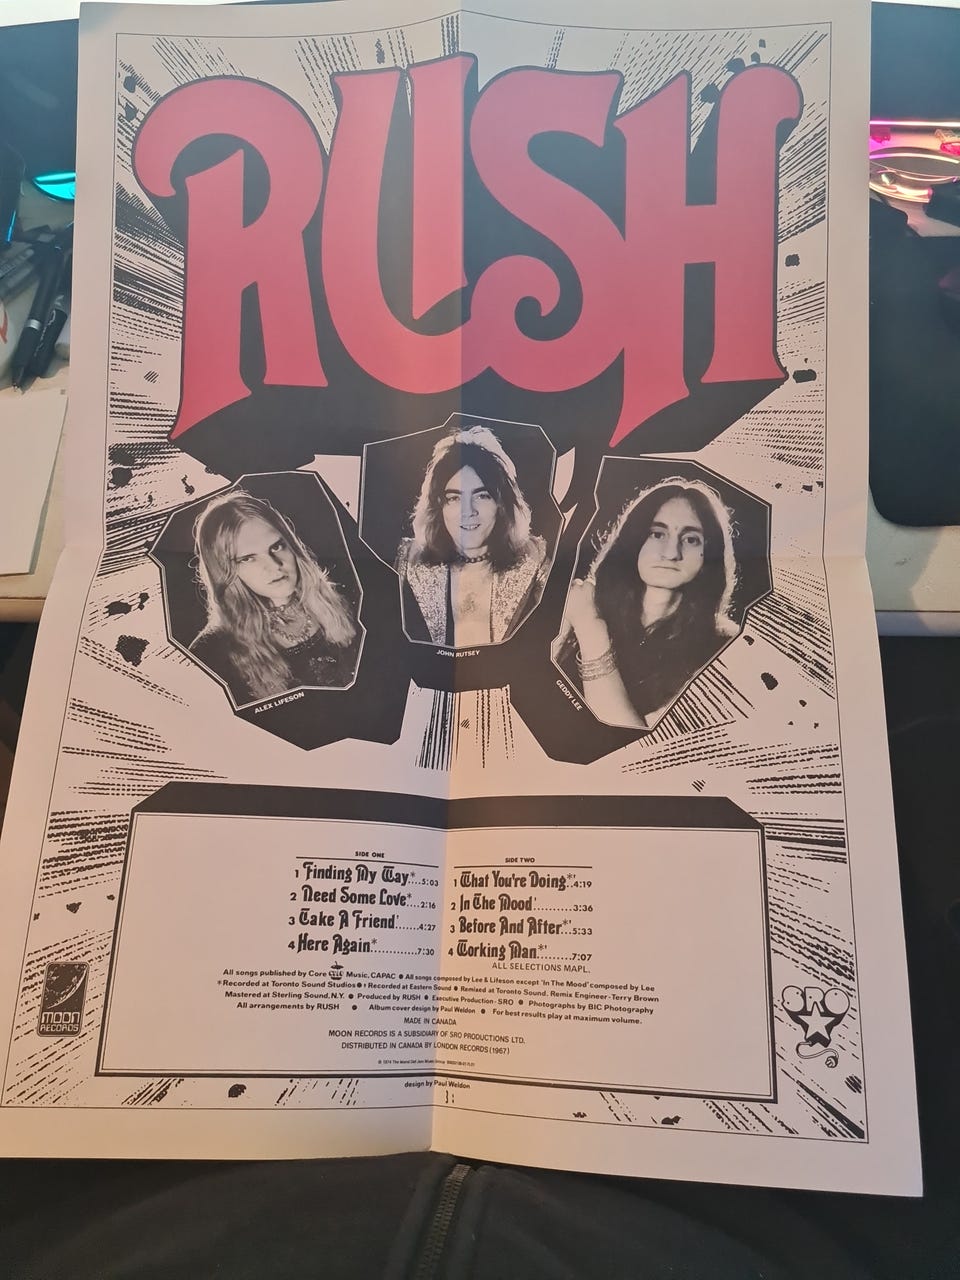 RUSH
ALEX LIFESON
JOHN RUTSEY
GEDDY LEE
SIDE ONE
1 Finding My Way*....5:03
2 Need Some Love*....2:16
3 Take A Friend'.......4:27
4 Here Again*............7:30
SIDE TWO
1 What You're Doing*'..4:19
2 In The Mood'..........3:36
3 Before And After*'...5:33
4 Working Man*'........7:07
ALL SELECTIONS MAPL.
All songs published by Core Music, CAPAC ● All songs composed by Lee & Lifeson except 'In The Mood' composed by Lee
*Recorded at Toronto Sound Studios ● ' Recorded at Eastern Sound ● Remixed at Toronto Sound. Remix Engineer-Terry Brown
Mastered at Sterling Sound, N.Y. ● Produced by RUSH ● Executive Production-SRO ● Photographs by BIC Photography
All arrangements by RUSH ● Album cover design by Paul Weldon ● For best results play at maximum volume.
MADE IN CANADA
MOON RECORDS IS A SUBSIDIARY OF SRO PRODUCTIONS LTD.
DISTRIBUTED IN CANADA BY LONDON RECORDS (1967)
℗ 1974 The Island Def Jam Music Group
design by Paul Weldon
MOON
RECORDS
SRO